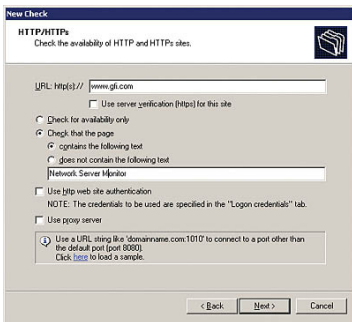 New Check
HTTP/HTTPs
Check the availability of HTTP and HTTPs sites.
URL: http(s):// www.gfi.com
Use server verification (https) for this site
Check for availability only
Check that the page
contains the following text
does not contain the following text
Network Server Monitor
Use http web site authentication
NOTE: The credentials to be used are specified in the "Logon credentials" tab.
Use proxy server
Use a URL string like 'domainname.com:1010' to connect to a port other than
the default port (port 8080).
Click here to load a sample.
< Back Next > Cancel